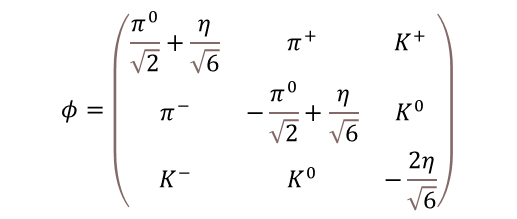 π⁰/√2 + η/√6 π⁺ K⁺
ϕ = π⁻ −π⁰/√2 + η/√6 K⁰
K⁻ K⁰ −2η/√6